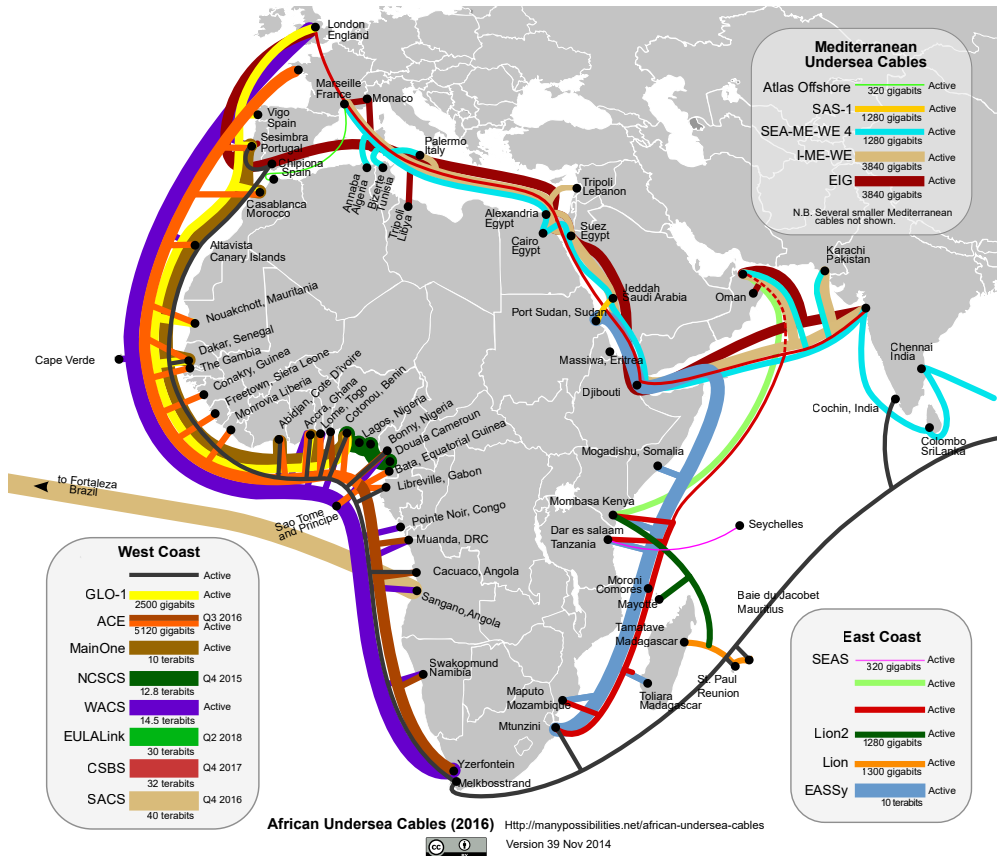 London
England
Marseille
France
Monaco
Vigo
Spain
Sesimbra
Portugal
Chipiona
Spain
Casablanca
Morocco
Palermo
Italy
Annaba
Algeria
Bizette
Tunisia
Tripoli
Libya
Tripoli
Lebanon
Alexandria
Egypt
Cairo
Egypt
Suez
Egypt
Altavista
Canary Islands
Jeddah
Saudi Arabia
Port Sudan, Sudan
Massiwa, Eritrea
Djibouti
Oman
Karachi
Pakistan
Chennai
India
Cochin, India
Colombo
SriLanka
Nouakchott, Mauritania
Dakar, Senegal
The Gambia
Cape Verde
Conakry, Guinea
Freetown, Siera Leone
Monrovia Liberia
Abidjan, Cote D'ivoire
Accra, Ghana
Lome, Togo
Cotonou, Benin
Lagos, Nigeria
Bonny, Nigeria
Douala Cameroun
Bata, Equatorial Guinea
Libreville, Gabon
Sao Tome
and Principe
to Fortaleza
Brazil
Pointe Noir, Congo
Muanda, DRC
Cacuaco, Angola
Sangano,Angola
Swakopmund
Namibia
Yzerfontein
Melkbosstrand
Mogadishu, Somalia
Mombasa Kenya
Dar es salaam
Tanzania
Seychelles
Moroni
Comores
Mayotte
Baie du Jacobet
Mauritius
Tamatave
Madagascar
St. Paul
Reunion
Toliara
Madagascar
Maputo
Mozambique
Mtunzini
Mediterranean
Undersea Cables
Atlas Offshore Active
320 gigabits
SAS-1 Active
1280 gigabits
SEA-ME-WE 4 Active
1280 gigabits
I-ME-WE Active
3840 gigabits
EIG Active
3840 gigabits
N.B. Several smaller Mediterranean
cables not shown.
West Coast
Active
GLO-1 Active
2500 gigabits
ACE Q3 2016
Active
5120 gigabits
MainOne Active
10 terabits
NCSCS Q4 2015
12.8 terabits
WACS Active
14.5 terabits
EULALink Q2 2018
30 terabits
CSBS Q4 2017
32 terabits
SACS Q4 2016
40 terabits
East Coast
SEAS Active
320 gigabits
Active
Active
Lion2 Active
1280 gigabits
Lion Active
1300 gigabits
EASSy Active
10 terabits
African Undersea Cables (2016) Http://manypossibilities.net/african-undersea-cables
cc
Version 39 Nov 2014